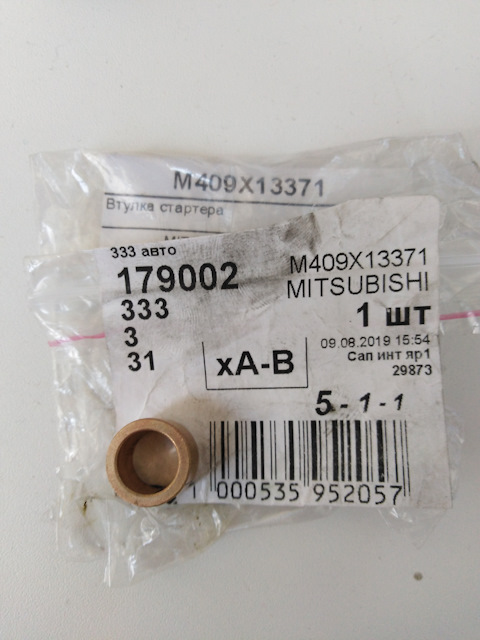 M409X13371
Втулка стартера
333 авто
179002
M409X13371
MITSUBISHI
333
1 шт
3
09.08.2019 15:54
31
xA-B
Сап инт яр1
29873
5-1-1
000535 952057